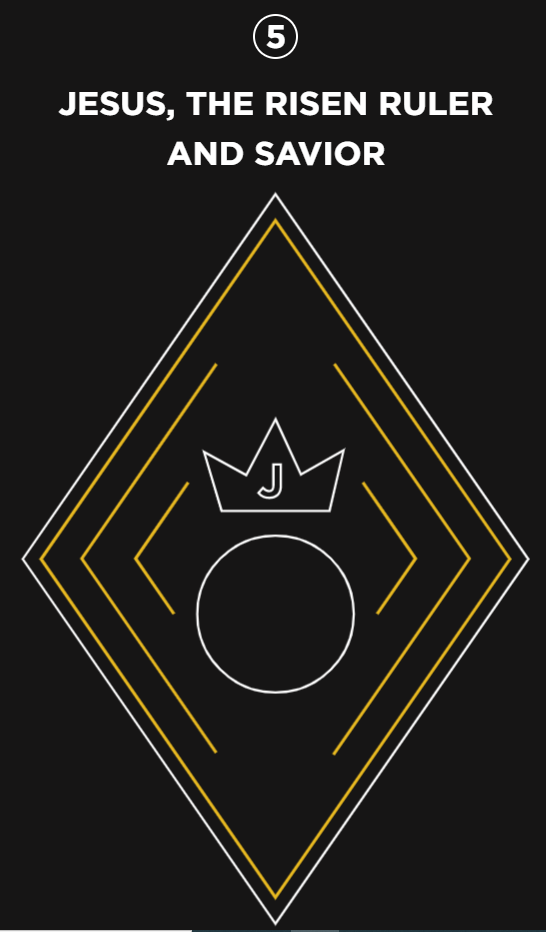 5
JESUS, THE RISEN RULER
AND SAVIOR
J